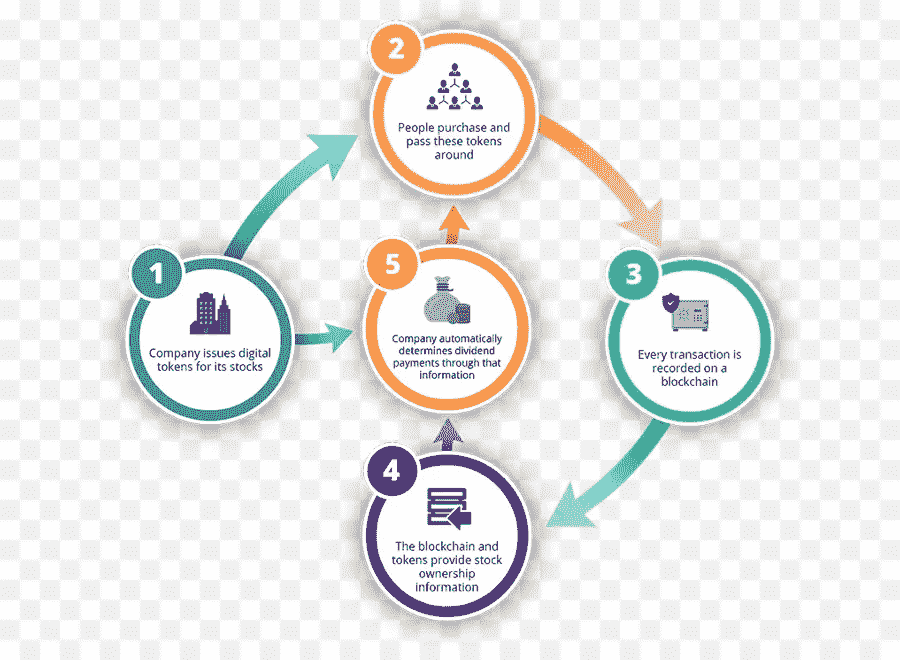 1
Company issues digital
tokens for its stocks
2
People purchase and
pass these tokens
around
3
Every transaction is
recorded on a
blockchain
4
The blockchain and
tokens provide stock
ownership
information
5
Company automatically
determines dividend
payments through that
information